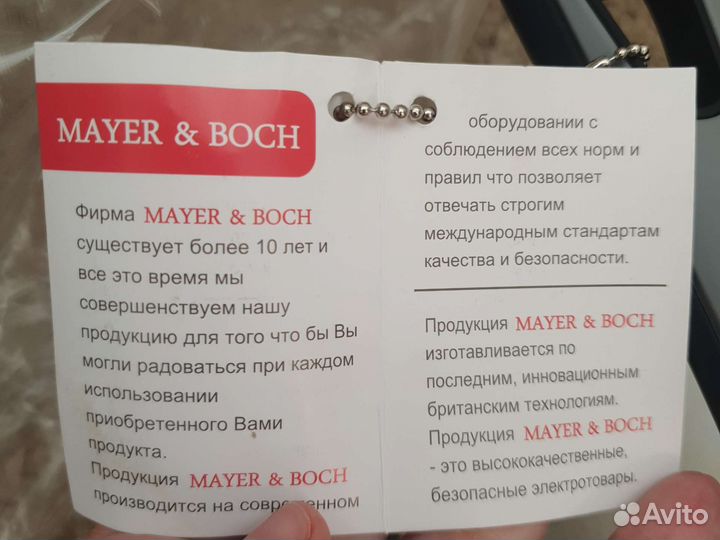 MAYER & BOCH
Фирма MAYER & BOCH
существует более 10 лет и
все это время мы
совершенствуем нашу
продукцию для того что бы Вы
могли радоваться при каждом
использовании
приобретенного Вами
продукта.
Продукция MAYER & BOCH
производится на современном
оборудовании с
соблюдением всех норм и
правил что позволяет
отвечать строгим
международным стандартам
качества и безопасности.
Продукция MAYER & BOCH
изготавливается по
последним, инновационным
британским технологиям.
Продукция MAYER & BOCH
- это высококачественные,
безопасные электротовары.
Avito